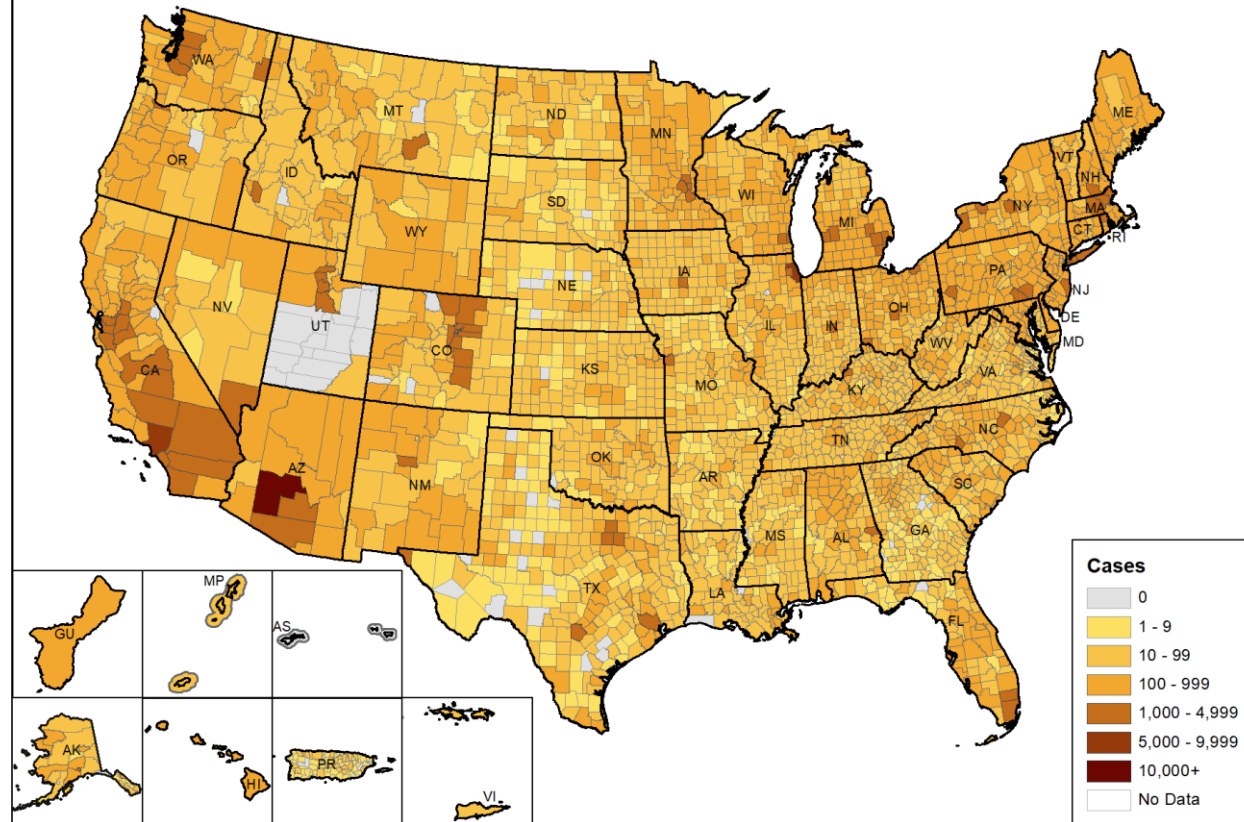 WA
MT
ND
MN
ME
OR
ID
SD
WI
VT
NH
NY
MA
MI
WY
CT
RI
IA
PA
NE
NJ
NV
UT
CO
IL
IN
OH
DE
MD
WV
CA
KS
MO
KY
VA
AZ
NM
OK
TN
NC
AR
SC
MS
AL
GA
TX
LA
FL
MP
GU
AS
AK
HI
PR
VI
Cases
0
1 - 9
10 - 99
100 - 999
1,000 - 4,999
5,000 - 9,999
10,000+
No Data